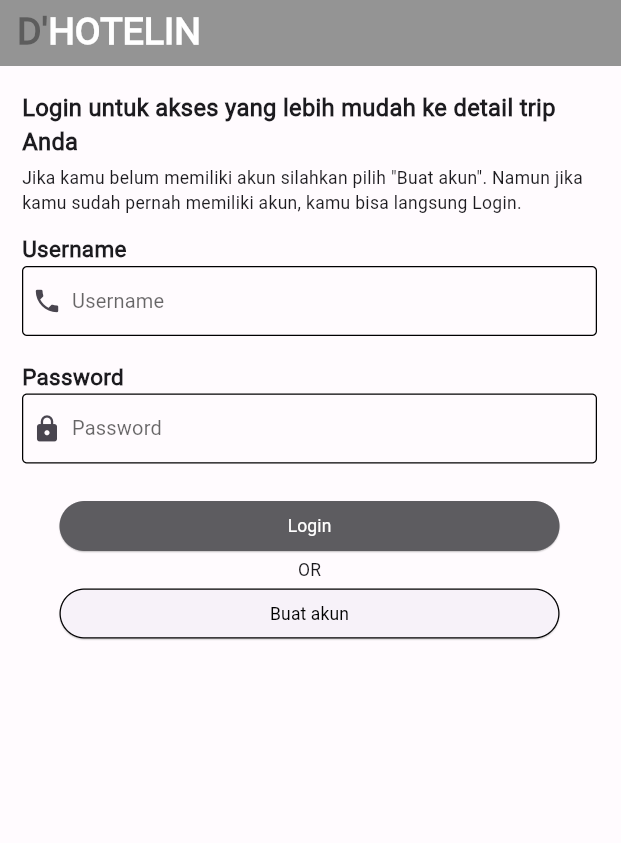 D'HOTELIN
Login untuk akses yang lebih mudah ke detail trip
Anda
Jika kamu belum memiliki akun silahkan pilih "Buat akun". Namun jika
kamu sudah pernah memiliki akun, kamu bisa langsung Login.
Username
Username
Password
Password
Login
OR
Buat akun